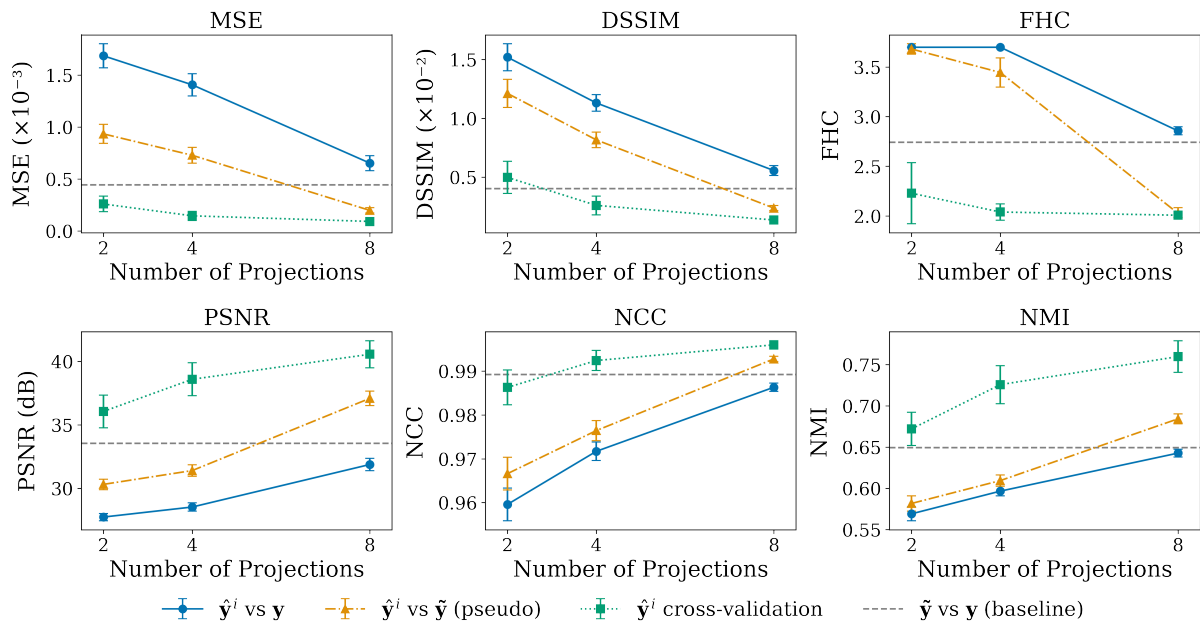 MSE
DSSIM
FHC
MSE (×10⁻³)
1.5
1.0
0.5
0.0
2 4 8
Number of Projections
DSSIM (×10⁻²)
1.5
1.0
0.5
2 4 8
Number of Projections
FHC
3.5
3.0
2.5
2.0
2 4 8
Number of Projections
PSNR
NCC
NMI
PSNR (dB)
40
35
30
2 4 8
Number of Projections
NCC
0.99
0.98
0.97
0.96
2 4 8
Number of Projections
NMI
0.75
0.70
0.65
0.60
0.55
2 4 8
Number of Projections
ŷⁱ vs y ŷⁱ vs ỹ (pseudo) ŷⁱ cross-validation ỹ vs y (baseline)